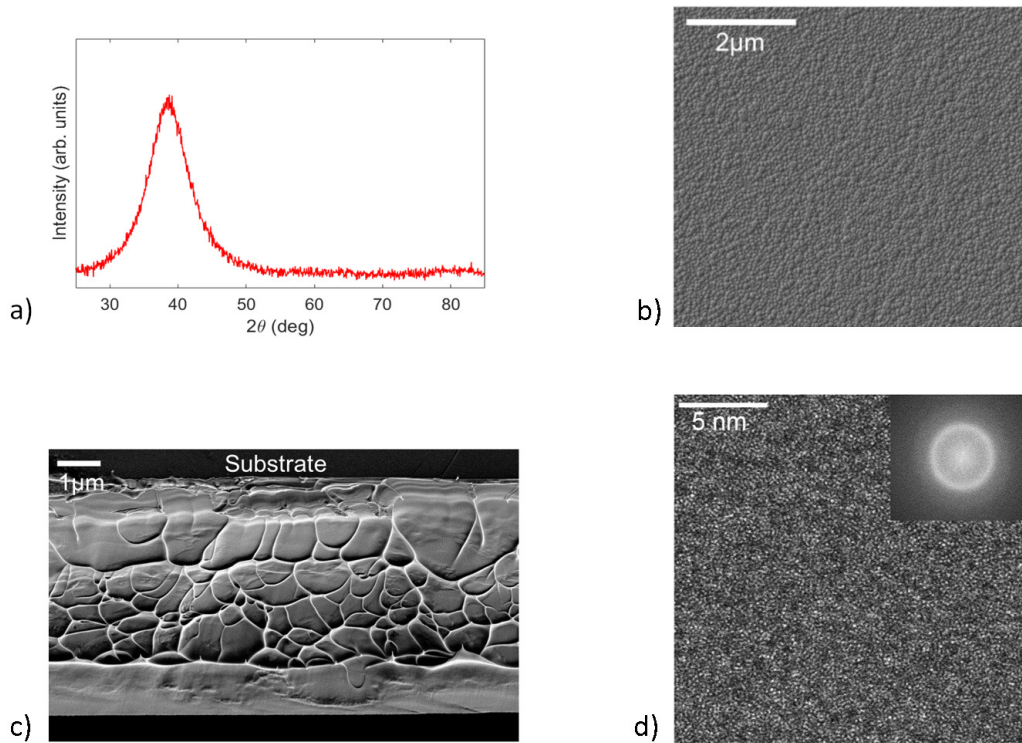 Intensity (arb. units)
30 40 50 60 70 80
2θ (deg)
a)
2μm
b)
Substrate
1μm
c)
5 nm
d)